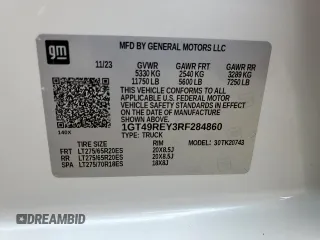 gm
MFD BY GENERAL MOTORS LLC
11/23 GVWR GAWR FRT GAWR RR
5330 KG 2540 KG 3289 KG
11750 LB 5600 LB 7250 LB
THIS VEHICLE CONFORMS TO ALL
APPLICABLE U.S. FEDERAL MOTOR
VEHICLE SAFETY STANDARDS IN
EFFECT ON THE DATE OF
MANUFACTURE SHOWN ABOVE.
1GT49REY3RF284860
140X TYPE: TRUCK
TIRE SIZE RIM MODEL: 30TK20743
FRT LT275/65R20ES 20X8.5J
RR LT275/65R20ES 20X8.5J
SPA LT275/70R18ES 18X8J
© DREAMBID DREAMBID.COM